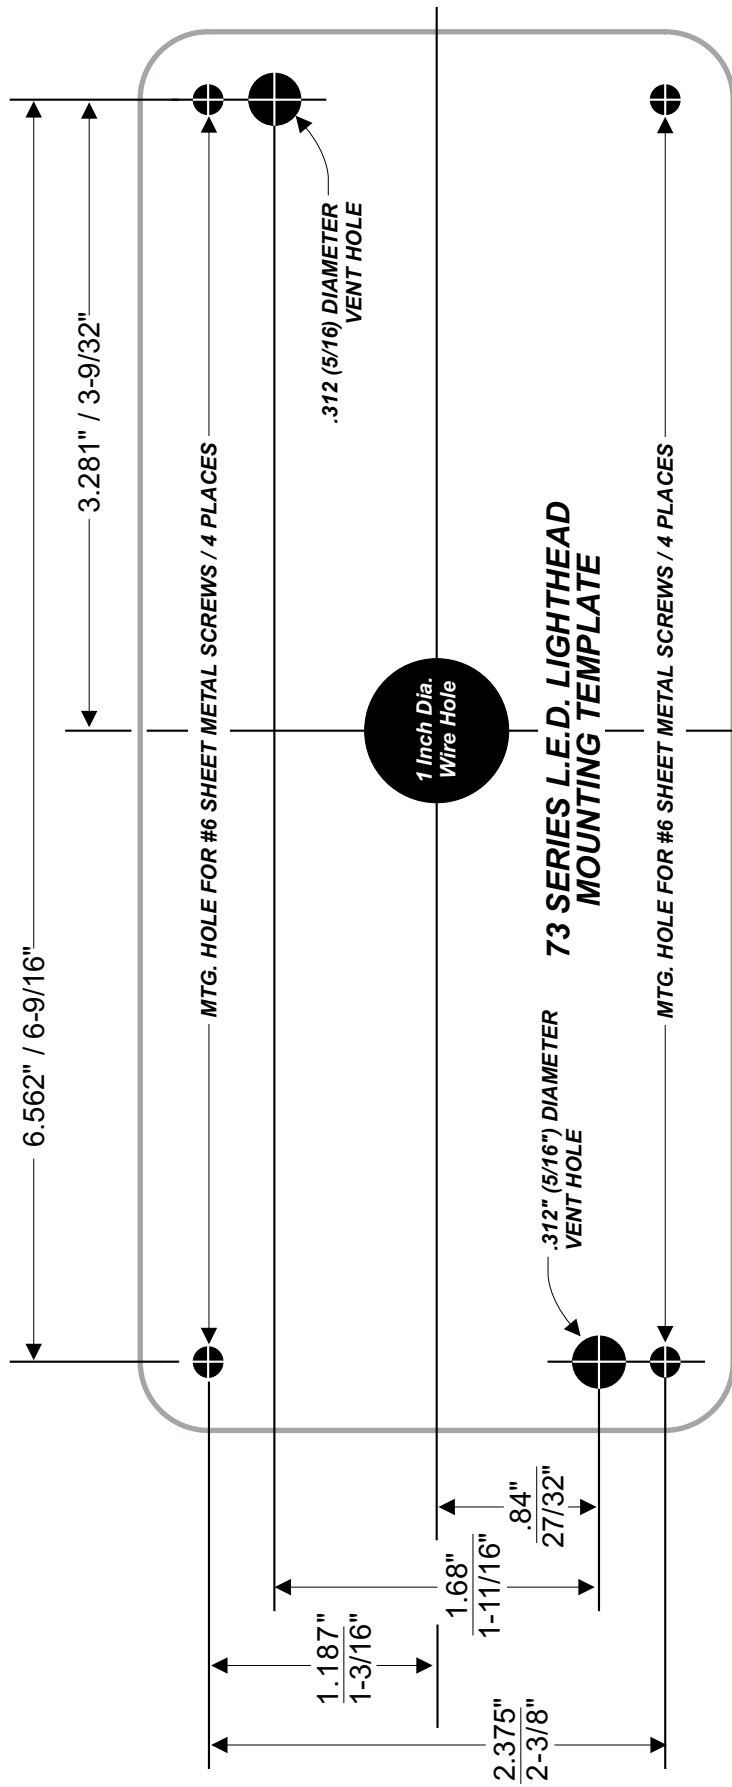 6.562" / 6-9/16"
3.281" / 3-9/32"
MTG. HOLE FOR #6 SHEET METAL SCREWS / 4 PLACES
.312 (5/16) DIAMETER
VENT HOLE
1 Inch Dia.
Wire Hole
73 SERIES L.E.D. LIGHTHEAD
MOUNTING TEMPLATE
.312" (5/16") DIAMETER
VENT HOLE
MTG. HOLE FOR #6 SHEET METAL SCREWS / 4 PLACES
1.187"
1-3/16"
1.68"
1-11/16"
.84"
27/32"
2.375"
2-3/8"